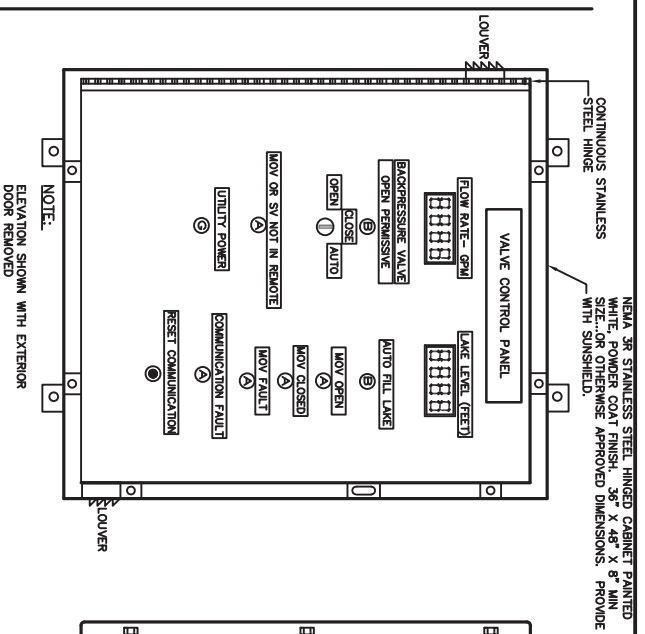 NEMA 3R STAINLESS STEEL HINGED CABINET PAINTED
WHITE, POWDER COAT FINISH. 36" X 48" X 8" MIN
SIZE...OR OTHERWISE APPROVED DIMENSIONS. PROVIDE
WITH SUNSHIELD.
CONTINUOUS STAINLESS
STEEL HINGE
LOUVER
VALVE CONTROL PANEL
FLOW RATE- GPM
LAKE LEVEL (FEET)
BACKPRESSURE VALVE
OPEN PERMISSIVE
B
AUTO FILL LAKE
B
CLOSE
OPEN
AUTO
MOV OPEN
A
MOV CLOSED
A
MOV OR SV NOT IN REMOTE
A
MOV FAULT
A
UTILITY POWER
G
COMMUNICATION FAULT
A
RESET COMMUNICATION
LOUVER
NOTE:
ELEVATION SHOWN WITH EXTERIOR
DOOR REMOVED